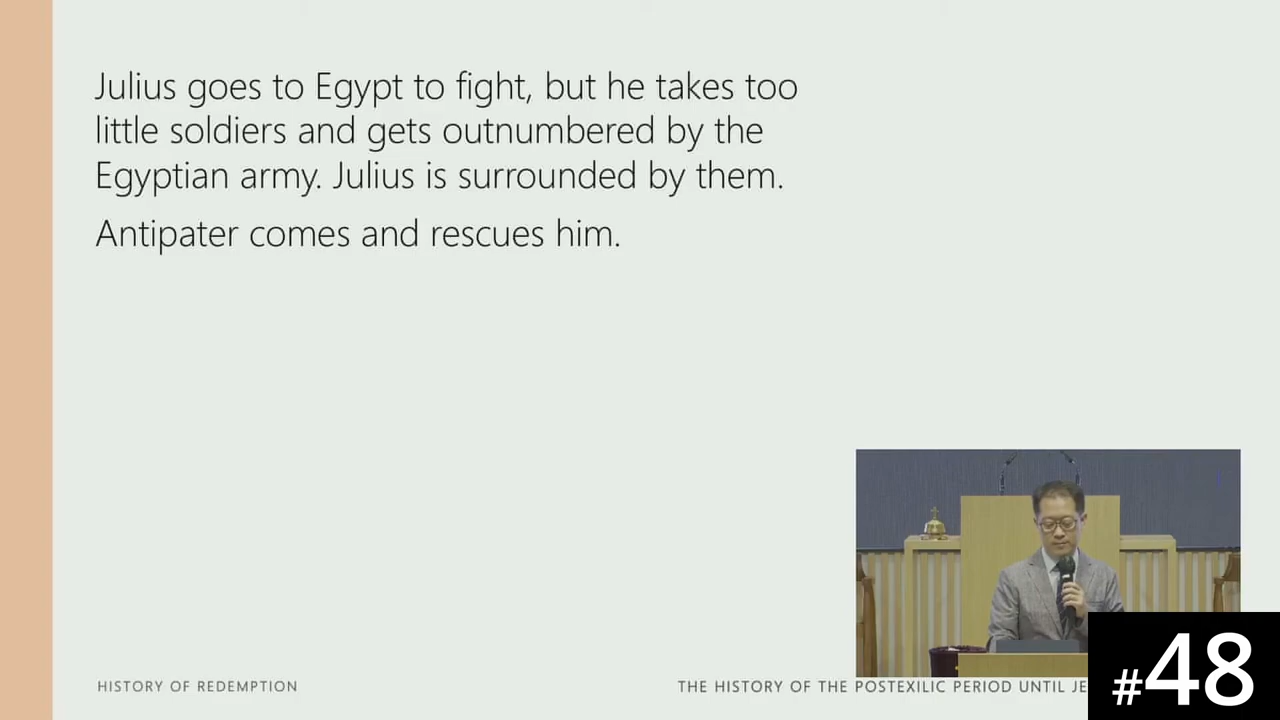 Julius goes to Egypt to fight, but he takes too
little soldiers and gets outnumbered by the
Egyptian army. Julius is surrounded by them.
Antipater comes and rescues him.
HISTORY OF REDEMPTION
THE HISTORY OF THE POSTEXILIC PERIOD UNTIL
#48